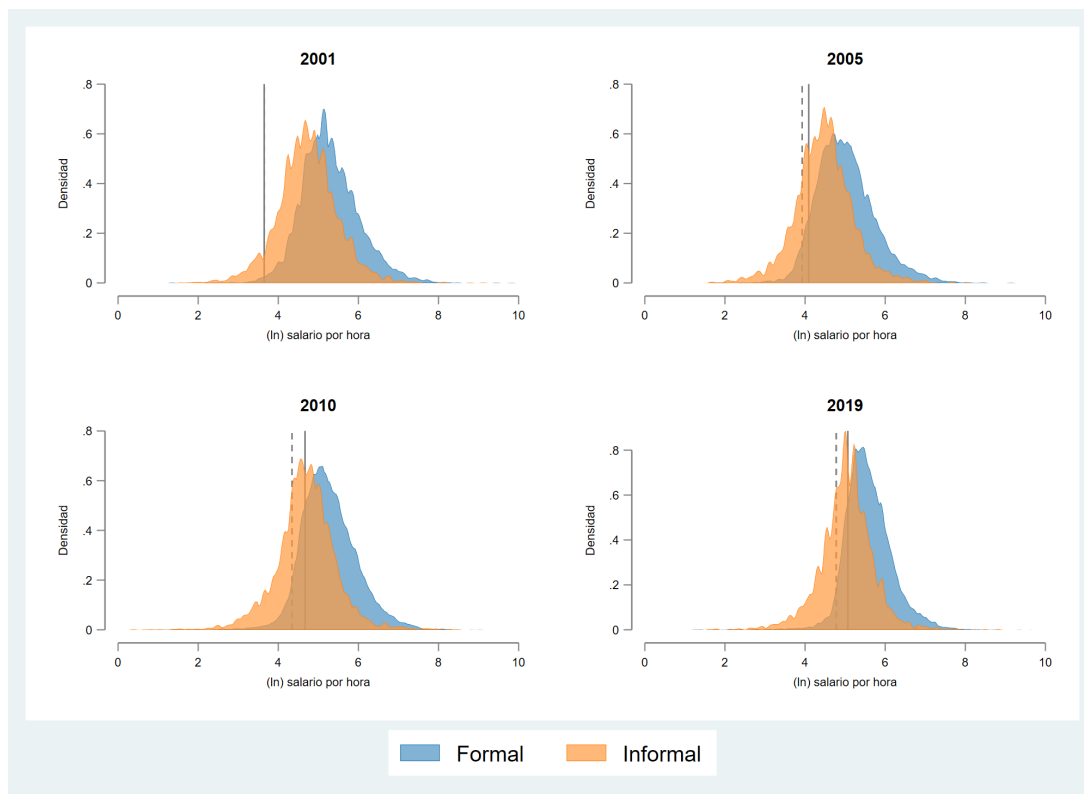 2001
.8
.6
.4
.2
0
Densidad
0 2 4 6 8 10
(ln) salario por hora
2005
.8
.6
.4
.2
0
Densidad
0 2 4 6 8 10
(ln) salario por hora
2010
.8
.6
.4
.2
0
Densidad
0 2 4 6 8 10
(ln) salario por hora
2019
.8
.6
.4
.2
0
Densidad
0 2 4 6 8 10
(ln) salario por hora
Formal Informal